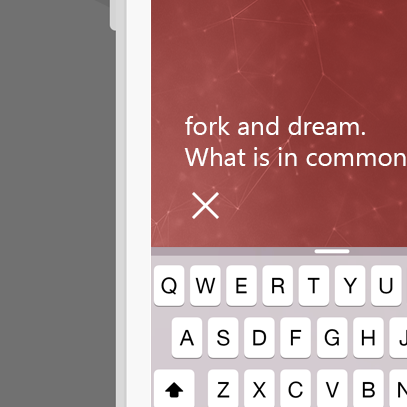 fork and dream.
What is in common
Q W E R T Y U
A S D F G H J
Z X C V B N